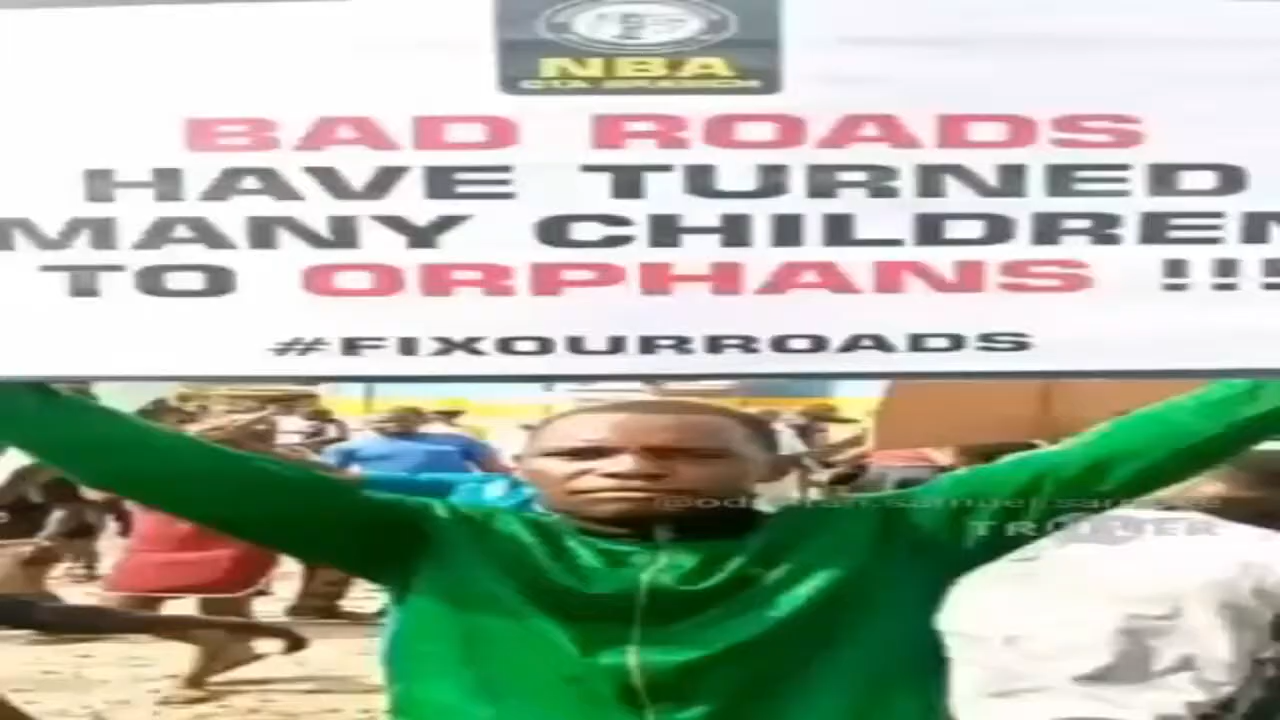 NBA
BAD ROADS
HAVE TURNED
MANY CHILDREN
TO ORPHANS !!!
#FIXOURROADS